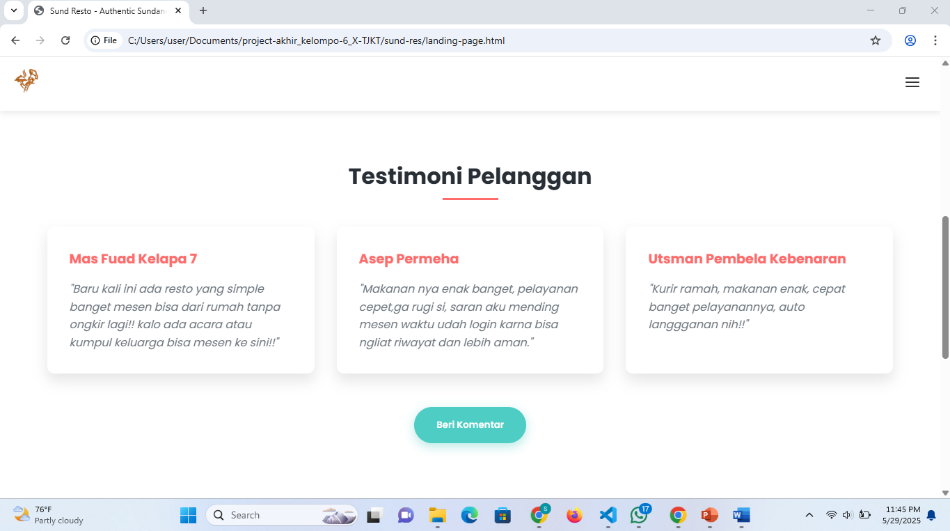 Sund Resto - Authentic Sundan
File
C:/Users/user/Documents/project-akhir_kelompo-6_X-TJKT/sund-res/landing-page.html
Testimoni Pelanggan
Mas Fuad Kelapa 7
"Baru kali ini ada resto yang simple
banget mesen bisa dari rumah tanpa
ongkir lagi!! kalo ada acara atau
kumpul keluarga bisa mesen ke sini!!"
Asep Permeha
"Makanan nya enak banget, pelayanan
cepet,ga rugi si, saran aku mending
mesen waktu udah login karna bisa
ngliat riwayat dan lebih aman."
Utsman Pembela Kebenaran
"Kurir ramah, makanan enak, cepat
banget pelayanannya, auto
langgganan nih!!"
Beri Komentar
76°F
Partly cloudy
Search
17
11:45 PM
5/29/2025